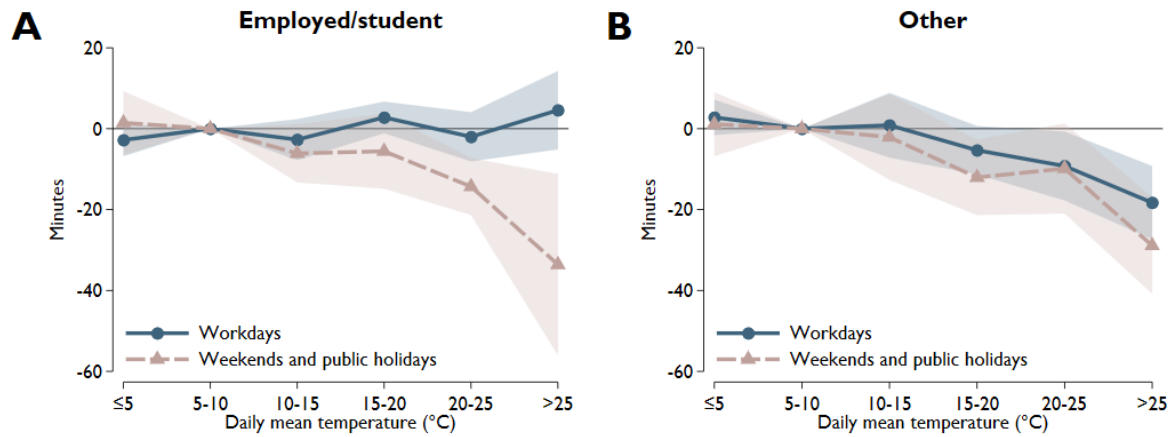 A
Employed/student
20
0
-20
-40
-60
Minutes
Workdays
Weekends and public holidays
≤5
5-10
10-15
15-20
20-25
>25
Daily mean temperature (°C)
B
Other
20
0
-20
-40
-60
Minutes
Workdays
Weekends and public holidays
≤5
5-10
10-15
15-20
20-25
>25
Daily mean temperature (°C)